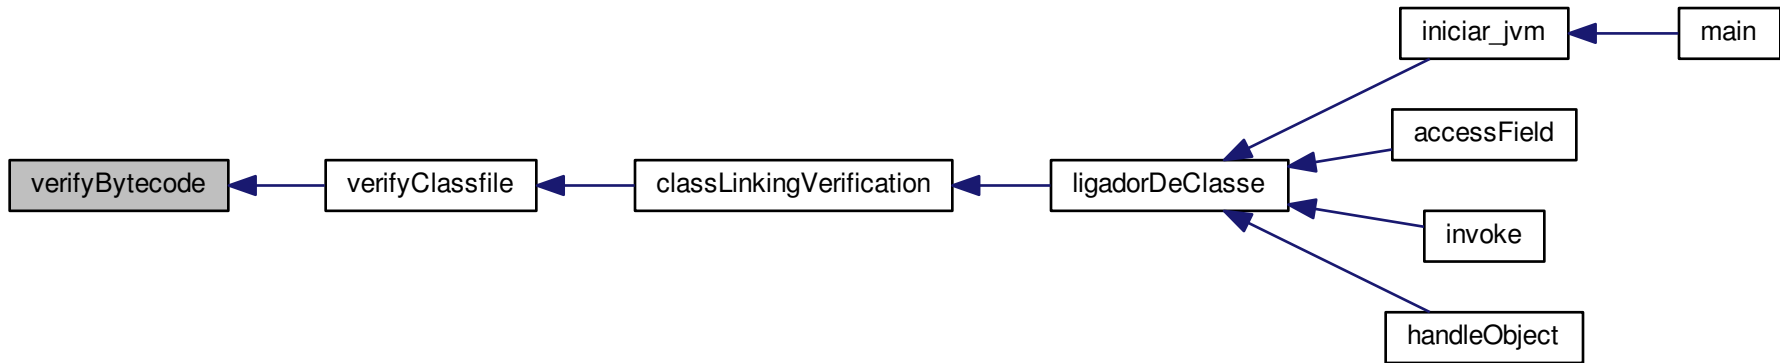 verifyBytecode
verifyClassfile
classLinkingVerification
ligadorDeClasse
iniciar_jvm
main
accessField
invoke
handleObject